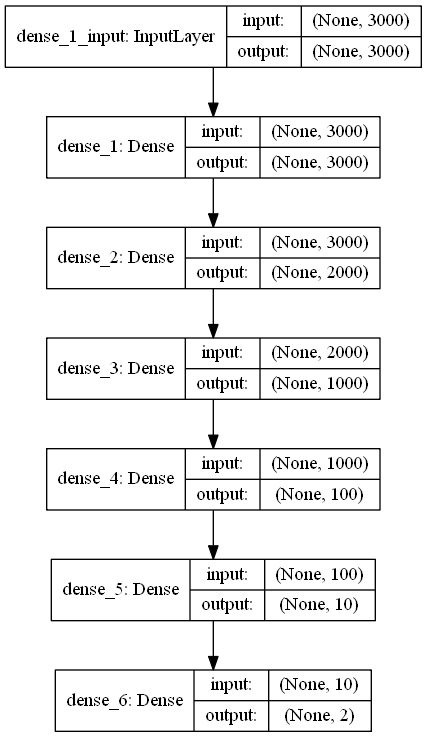 dense_1_input: InputLayer
input: (None, 3000)
output: (None, 3000)
dense_1: Dense
input: (None, 3000)
output: (None, 3000)
dense_2: Dense
input: (None, 3000)
output: (None, 2000)
dense_3: Dense
input: (None, 2000)
output: (None, 1000)
dense_4: Dense
input: (None, 1000)
output: (None, 100)
dense_5: Dense
input: (None, 100)
output: (None, 10)
dense_6: Dense
input: (None, 10)
output: (None, 2)